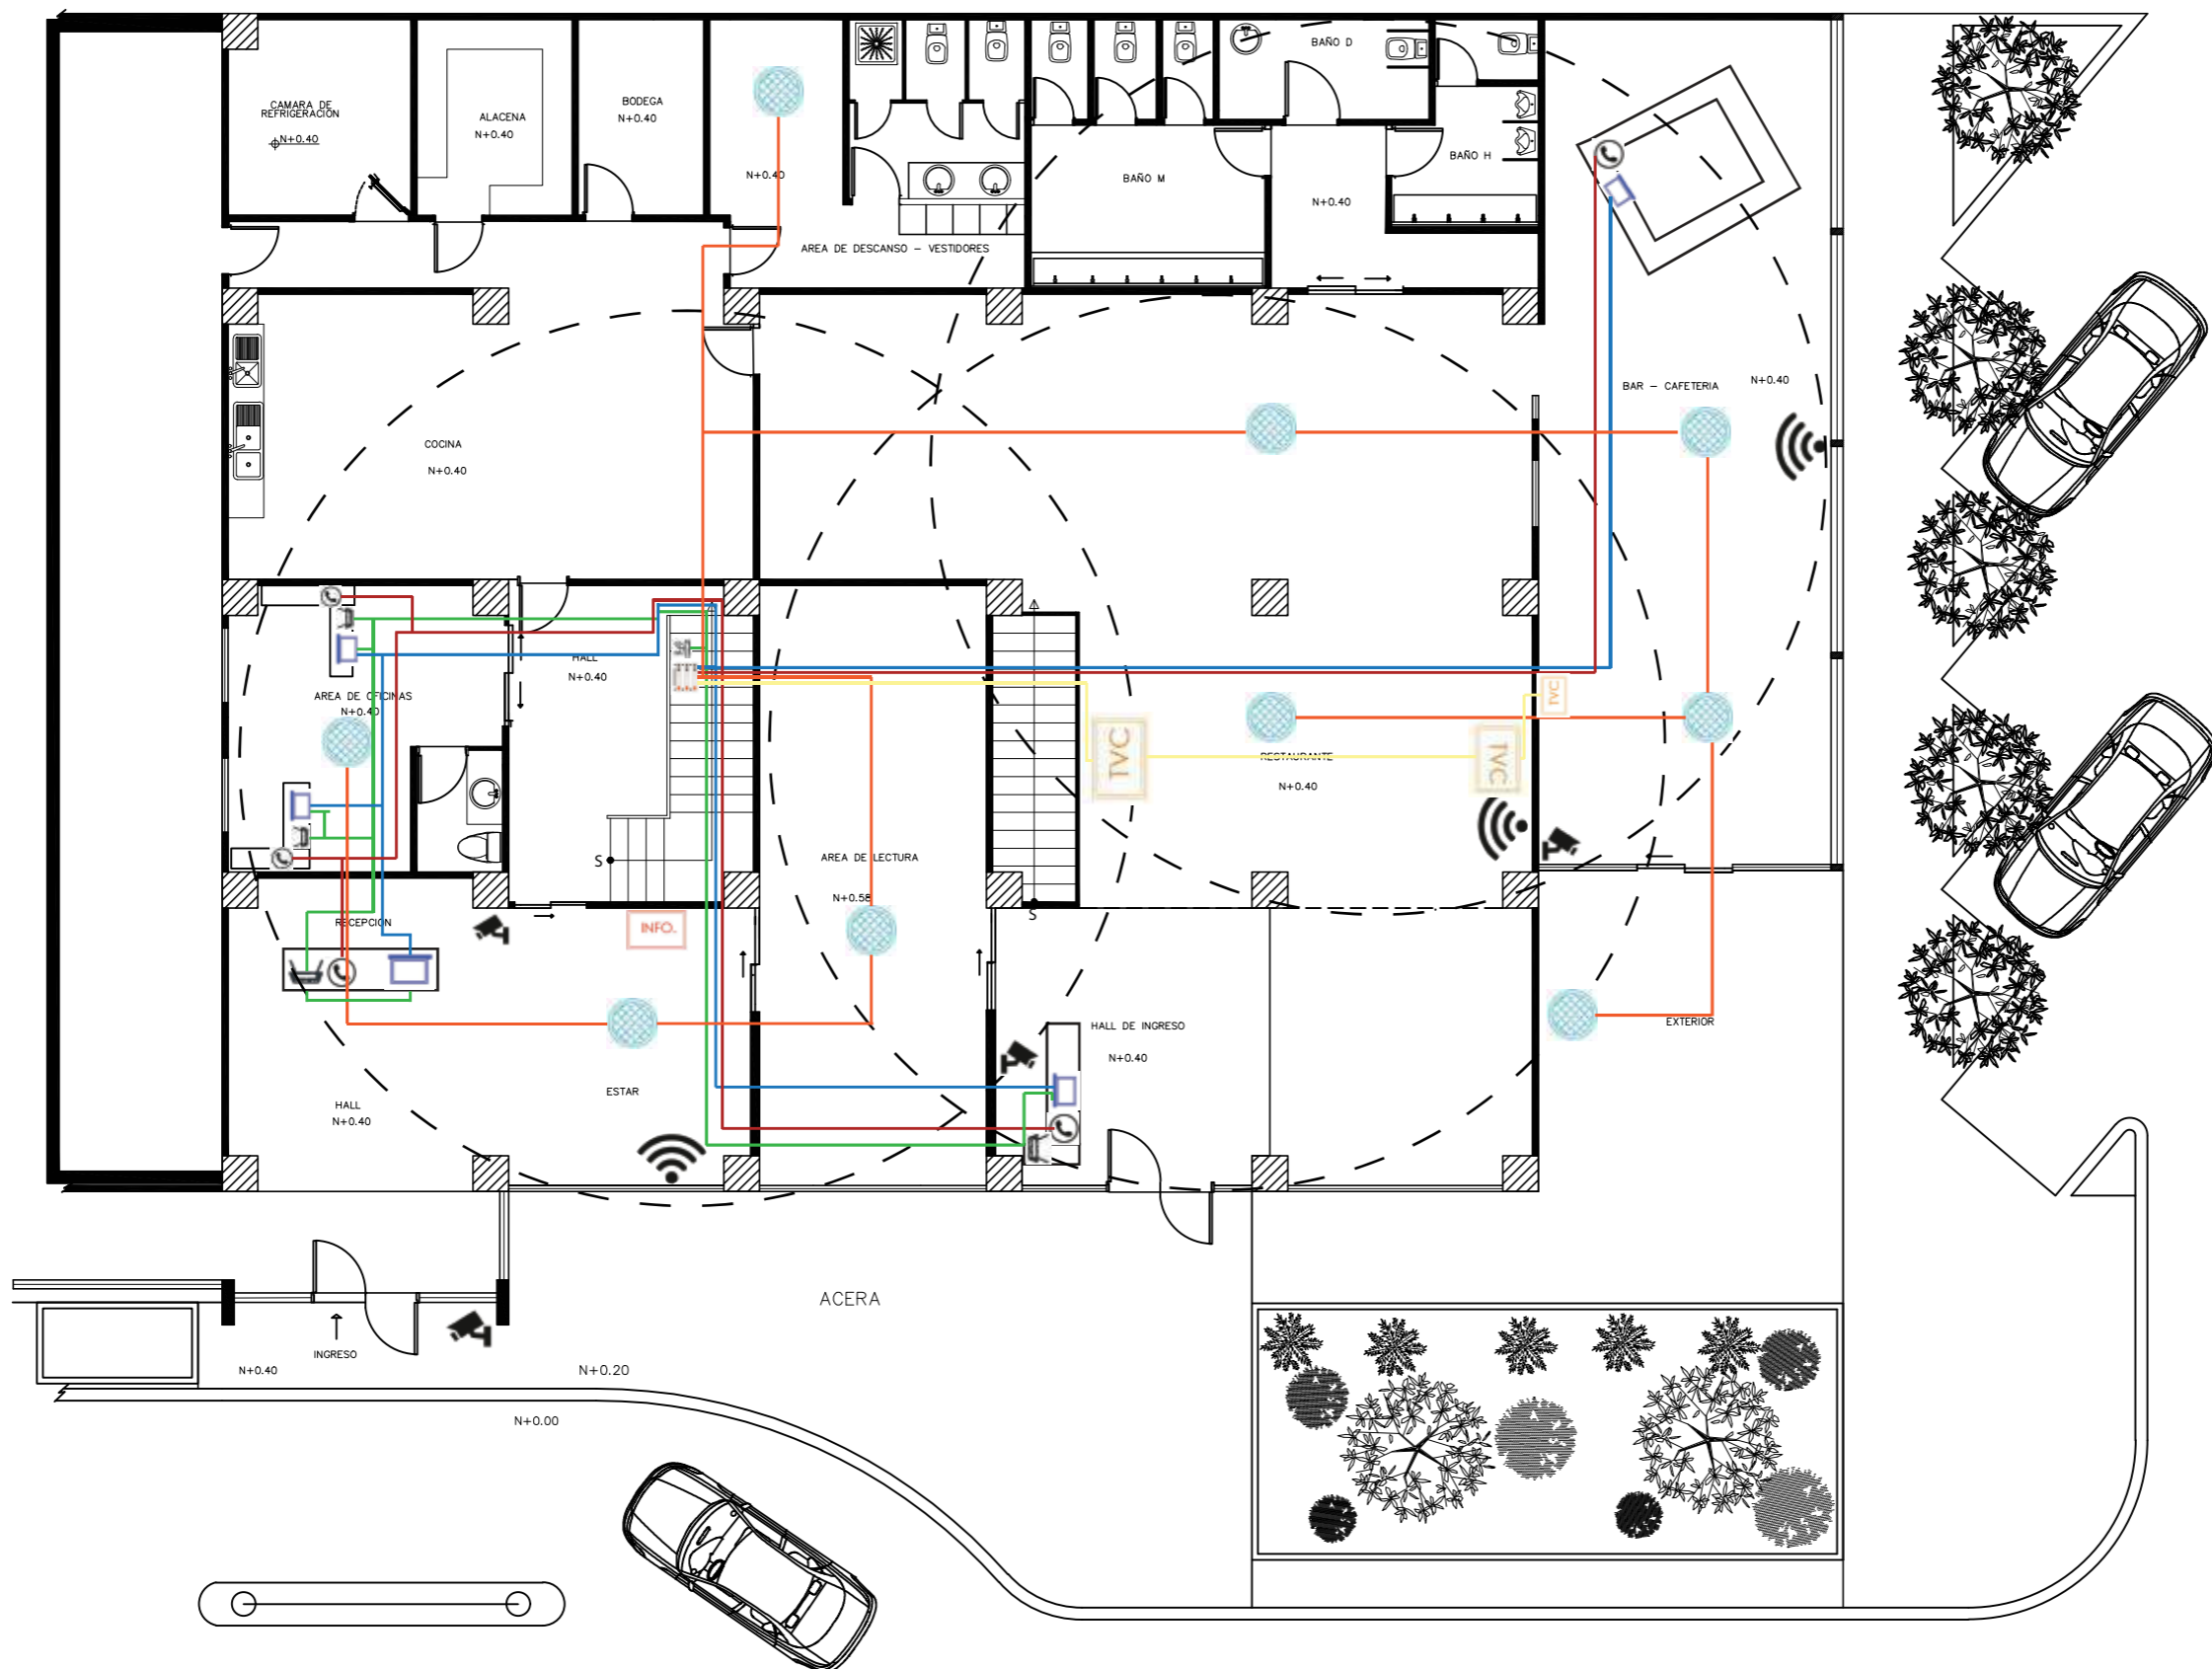 BAÑO D
CAMARA DE
REFRIGERACIÓN
N+0.40
ALACENA
N+0.40
BODEGA
N+0.40
N+0.40
BAÑO M
BAÑO H
N+0.40
AREA DE DESCANSO – VESTIDORES
BAR – CAFETERIA
N+0.40
COCINA
N+0.40
HALL
N+0.40
AREA DE OFICINAS
N+0.40
TVC
TVC
TVC
RESTAURANTE
N+0.40
S
AREA DE LECTURA
N+0.58
S
RECEPCION
INFO.
HALL DE INGRESO
N+0.40
EXTERIOR
ESTAR
HALL
N+0.40
ACERA
INGRESO
N+0.40
N+0.20
N+0.00